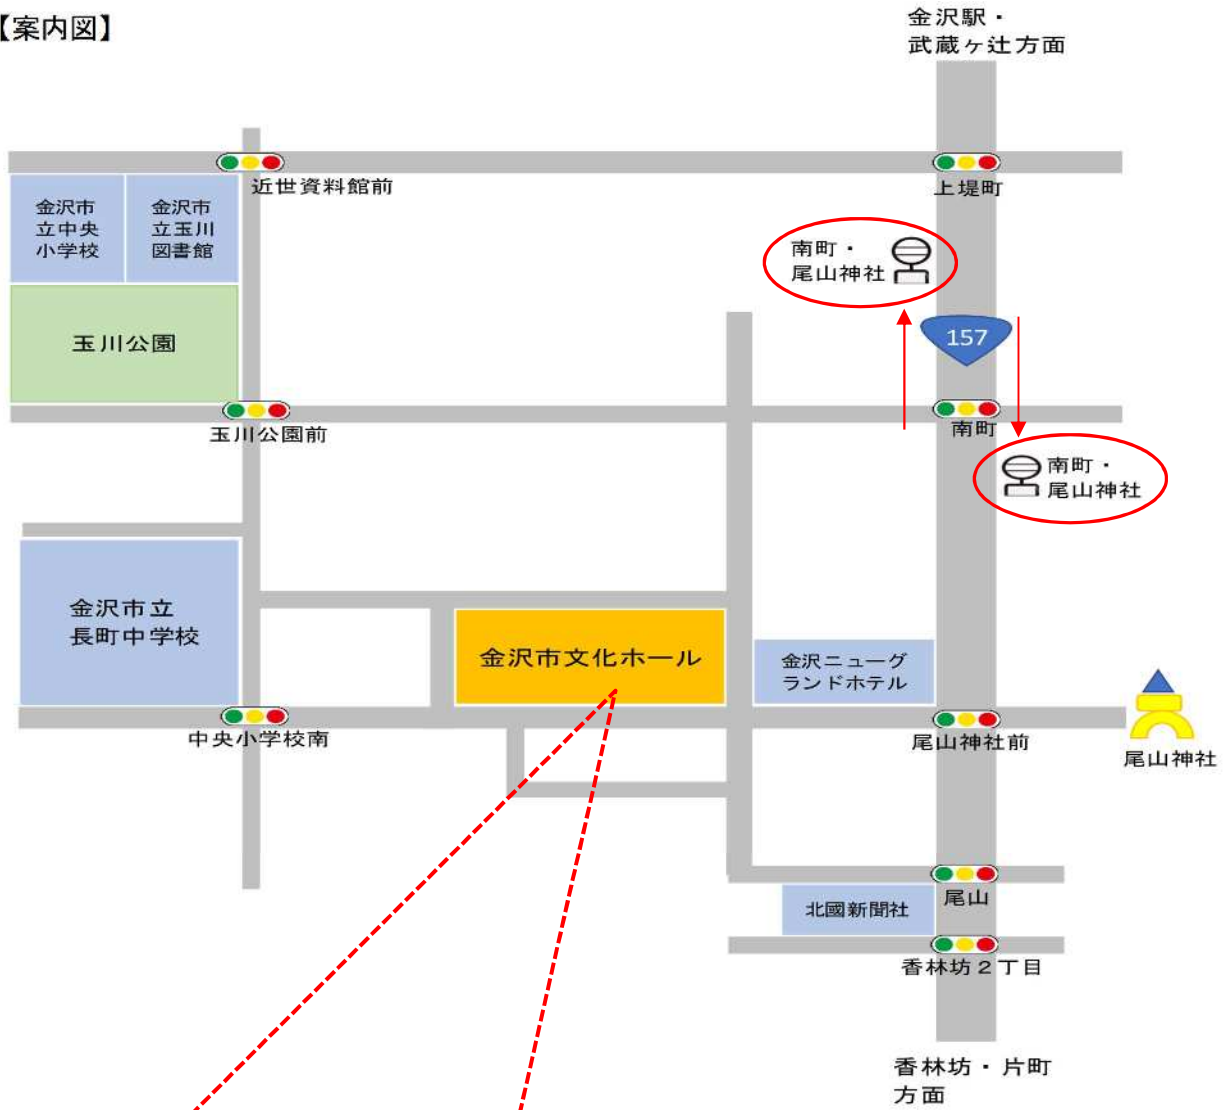 【案内図】
金沢駅・
武蔵ヶ辻方面
近世資料館前
上堤町
金沢市
立中央
小学校
金沢市
立玉川
図書館
南町・
尾山神社
玉川公園
157
玉川公園前
南町
南町・
尾山神社
金沢市立
長町中学校
金沢市文化ホール
金沢ニューグ
ランドホテル
中央小学校南
尾山神社前
尾山神社
尾山
北國新聞社
香林坊２丁目
香林坊・片町
方面